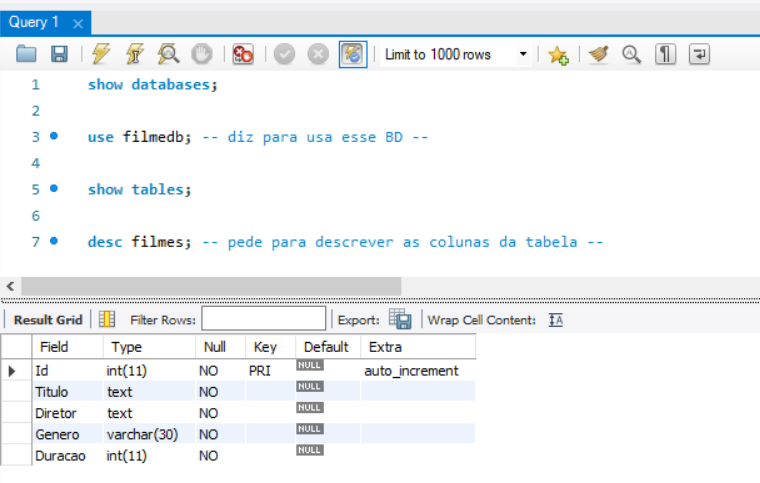 Query 1 ×
Limit to 1000 rows
1 show databases;
2
3 use filmedb; -- diz para usa esse BD --
4
5 show tables;
6
7 desc filmes; -- pede para descrever as colunas da tabela --
Result Grid Filter Rows: Export: Wrap Cell Content: IA
Field Type Null Key Default Extra
Id int(11) NO PRI NULL auto_increment
Titulo text NO NULL
Diretor text NO NULL
Genero varchar(30) NO NULL
Duracao int(11) NO NULL